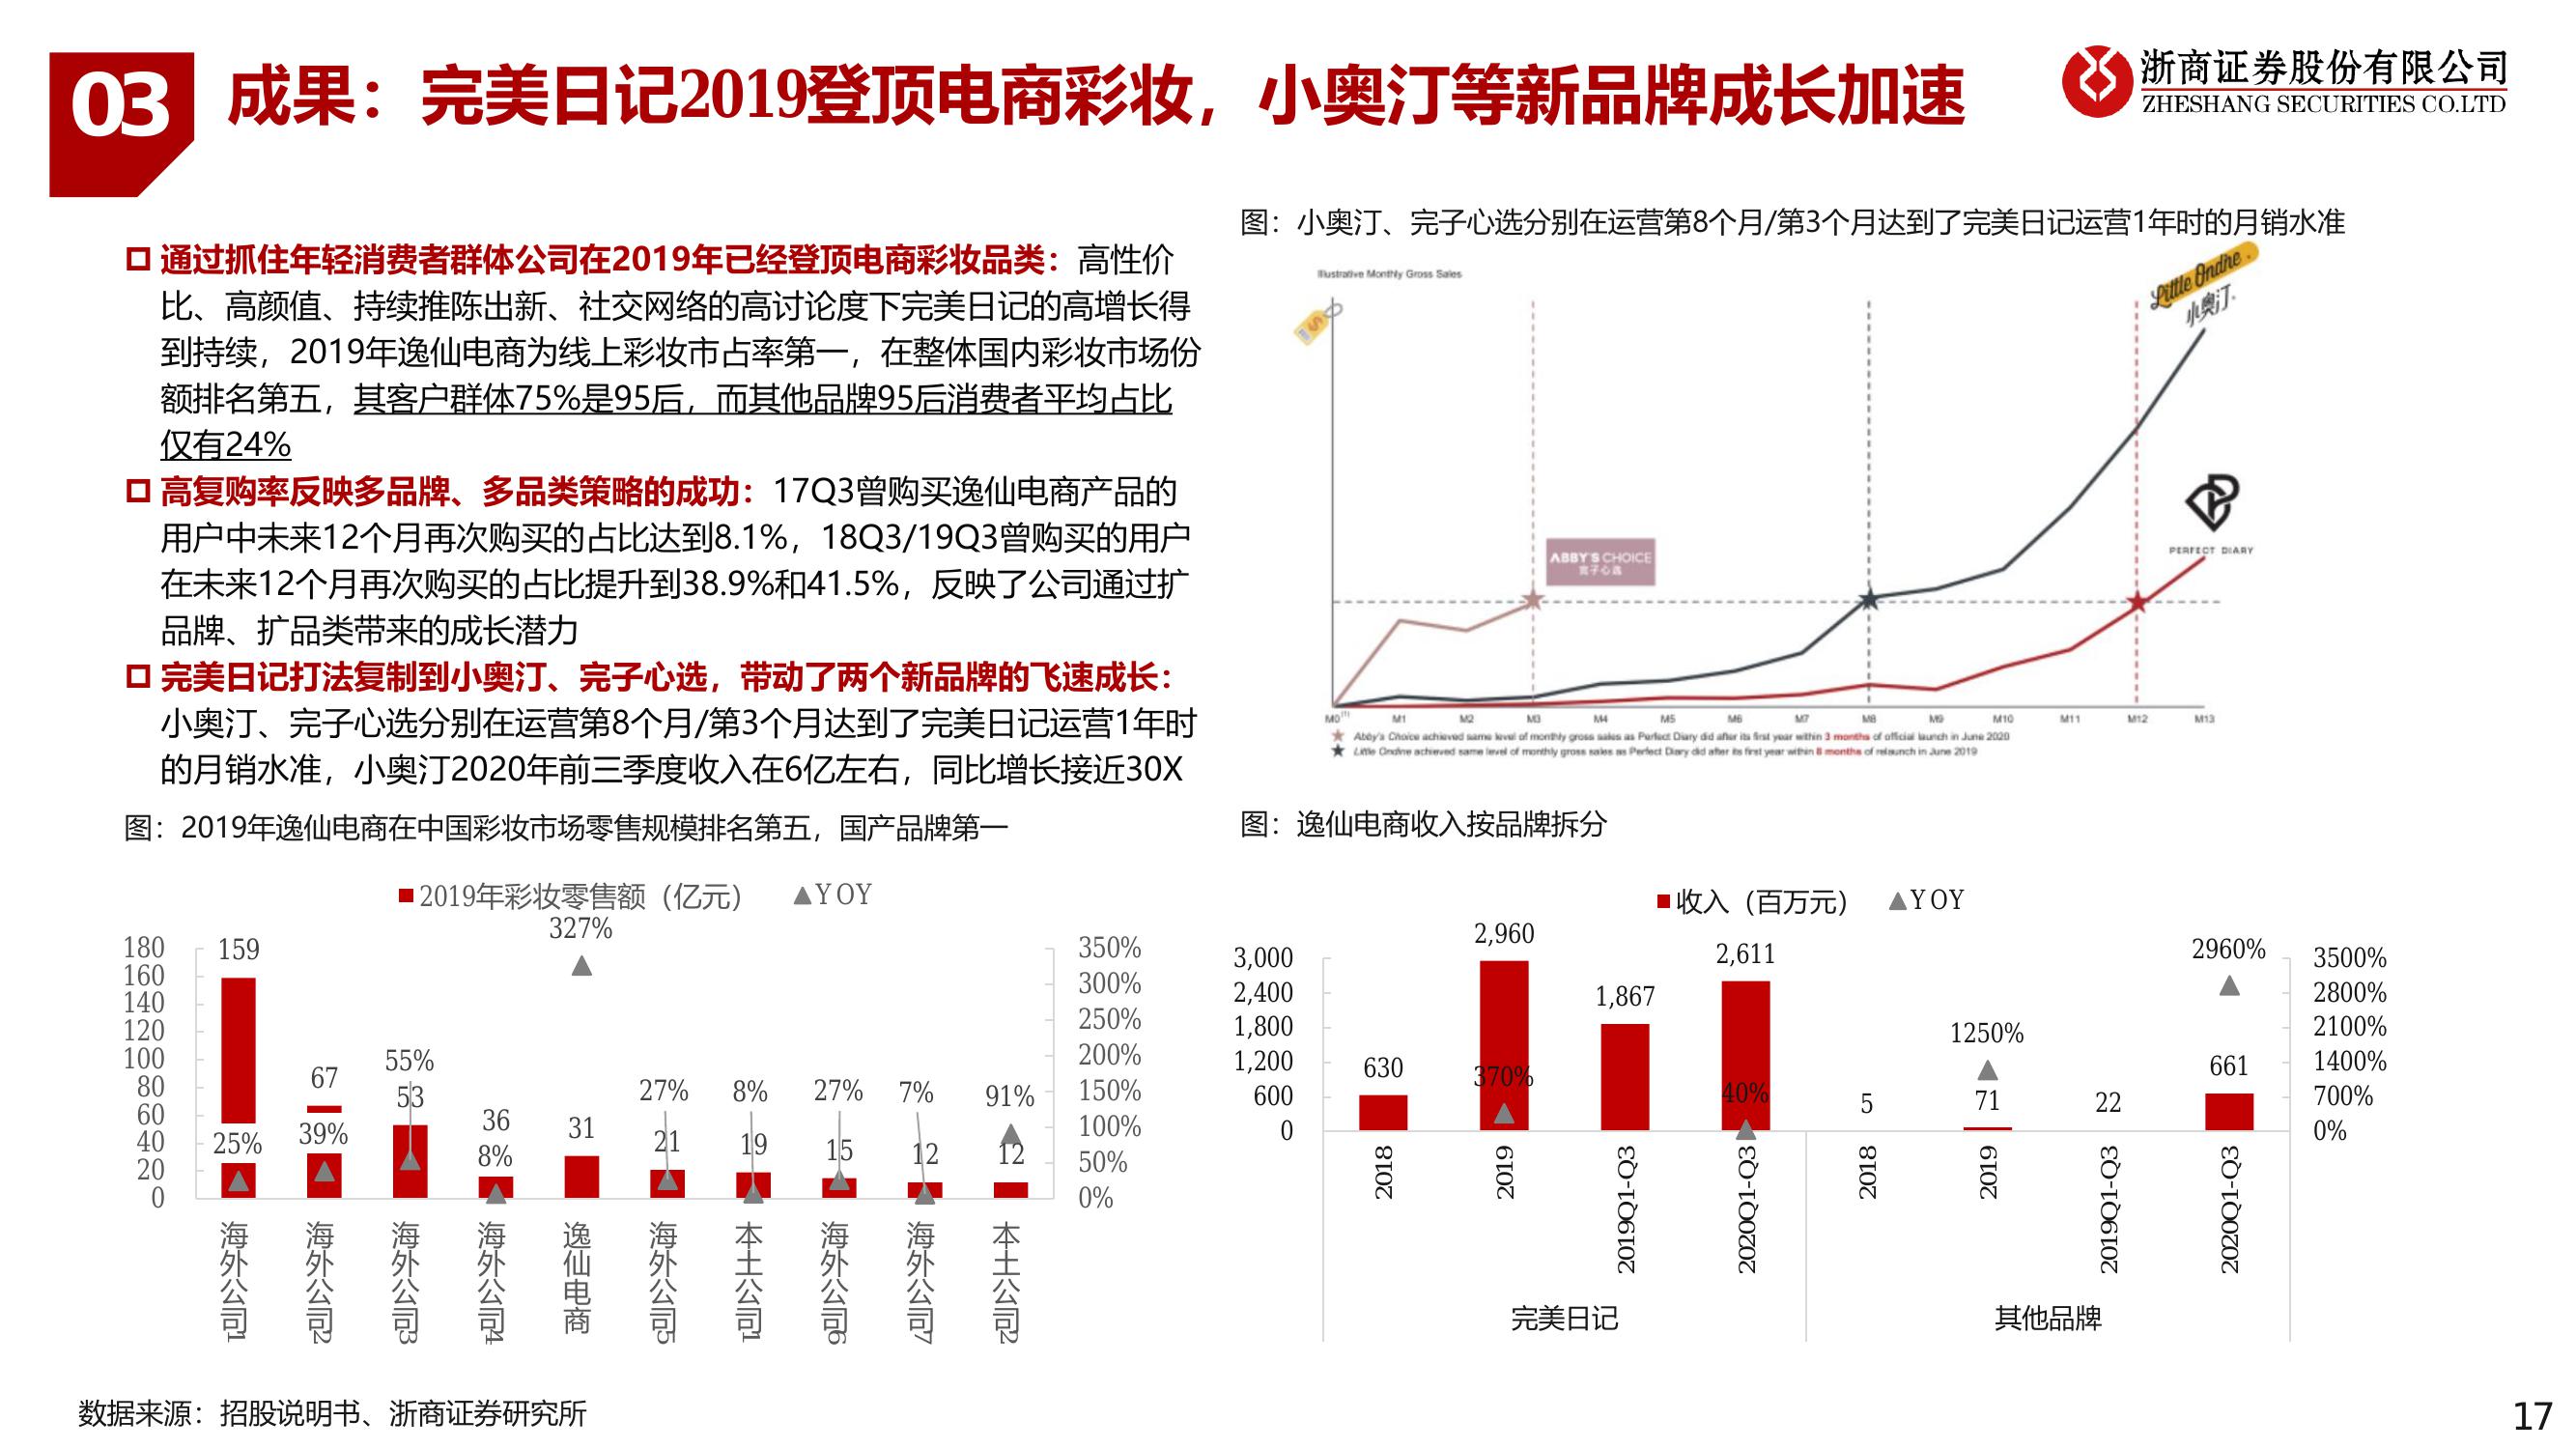 03
成果：完美日记2019登顶电商彩妆，小奥汀等新品牌成长加速
浙商证券股份有限公司
ZHESHANG SECURITIES CO.LTD
通过抓住年轻消费者群体公司在2019年已经登顶电商彩妆品类：高性价
比、高颜值、持续推陈出新、社交网络的高讨论度下完美日记的高增长得
到持续，2019年逸仙电商为线上彩妆市占率第一，在整体国内彩妆市场份
额排名第五，其客户群体75%是95后，而其他品牌95后消费者平均占比
仅有24%
高复购率反映多品牌、多品类策略的成功：17Q3曾购买逸仙电商产品的
用户中未来12个月再次购买的占比达到8.1%，18Q3/19Q3曾购买的用户
在未来12个月再次购买的占比提升到38.9%和41.5%，反映了公司通过扩
品牌、扩品类带来的成长潜力
完美日记打法复制到小奥汀、完子心选，带动了两个新品牌的飞速成长：
小奥汀、完子心选分别在运营第8个月/第3个月达到了完美日记运营1年时
的月销水准，小奥汀2020年前三季度收入在6亿左右，同比增长接近30X
图：小奥汀、完子心选分别在运营第8个月/第3个月达到了完美日记运营1年时的月销水准
Illustrative Monthly Gross Sales
Little Ondine
小奥汀
PERFECT DIARY
ABBY'S CHOICE
完子心选
M0 (1) M1 M2 M3 M4 M5 M6 M7 M8 M9 M10 M11 M12 M13
Abby's Choice achieved same level of monthly gross sales as Perfect Diary did after its first year within 3 months of official launch in June 2020
Little Ondine achieved same level of monthly gross sales as Perfect Diary did after its first year within 8 months of relaunch in June 2019
图：2019年逸仙电商在中国彩妆市场零售规模排名第五，国产品牌第一
2019年彩妆零售额（亿元） YOY
180 160 140 120 100 80 60 40 20 0
159 67 53 36 31 21 19 15 12 12
25% 39% 55% 8% 327% 27% 8% 27% 7% 91%
350% 300% 250% 200% 150% 100% 50% 0%
海外公司1 海外公司2 海外公司3 海外公司4 逸仙电商 海外公司5 本土公司1 海外公司6 海外公司7 本土公司2
图：逸仙电商收入按品牌拆分
收入（百万元） YOY
3,000 2,400 1,800 1,200 600 0
630 2,960 1,867 2,611 5 71 22 661
370% 40% 1250% 2960%
3500% 2800% 2100% 1400% 700% 0%
2018 2019 2019Q1-Q3 2020Q1-Q3 2018 2019 2019Q1-Q3 2020Q1-Q3
完美日记 其他品牌
数据来源：招股说明书、浙商证券研究所
17